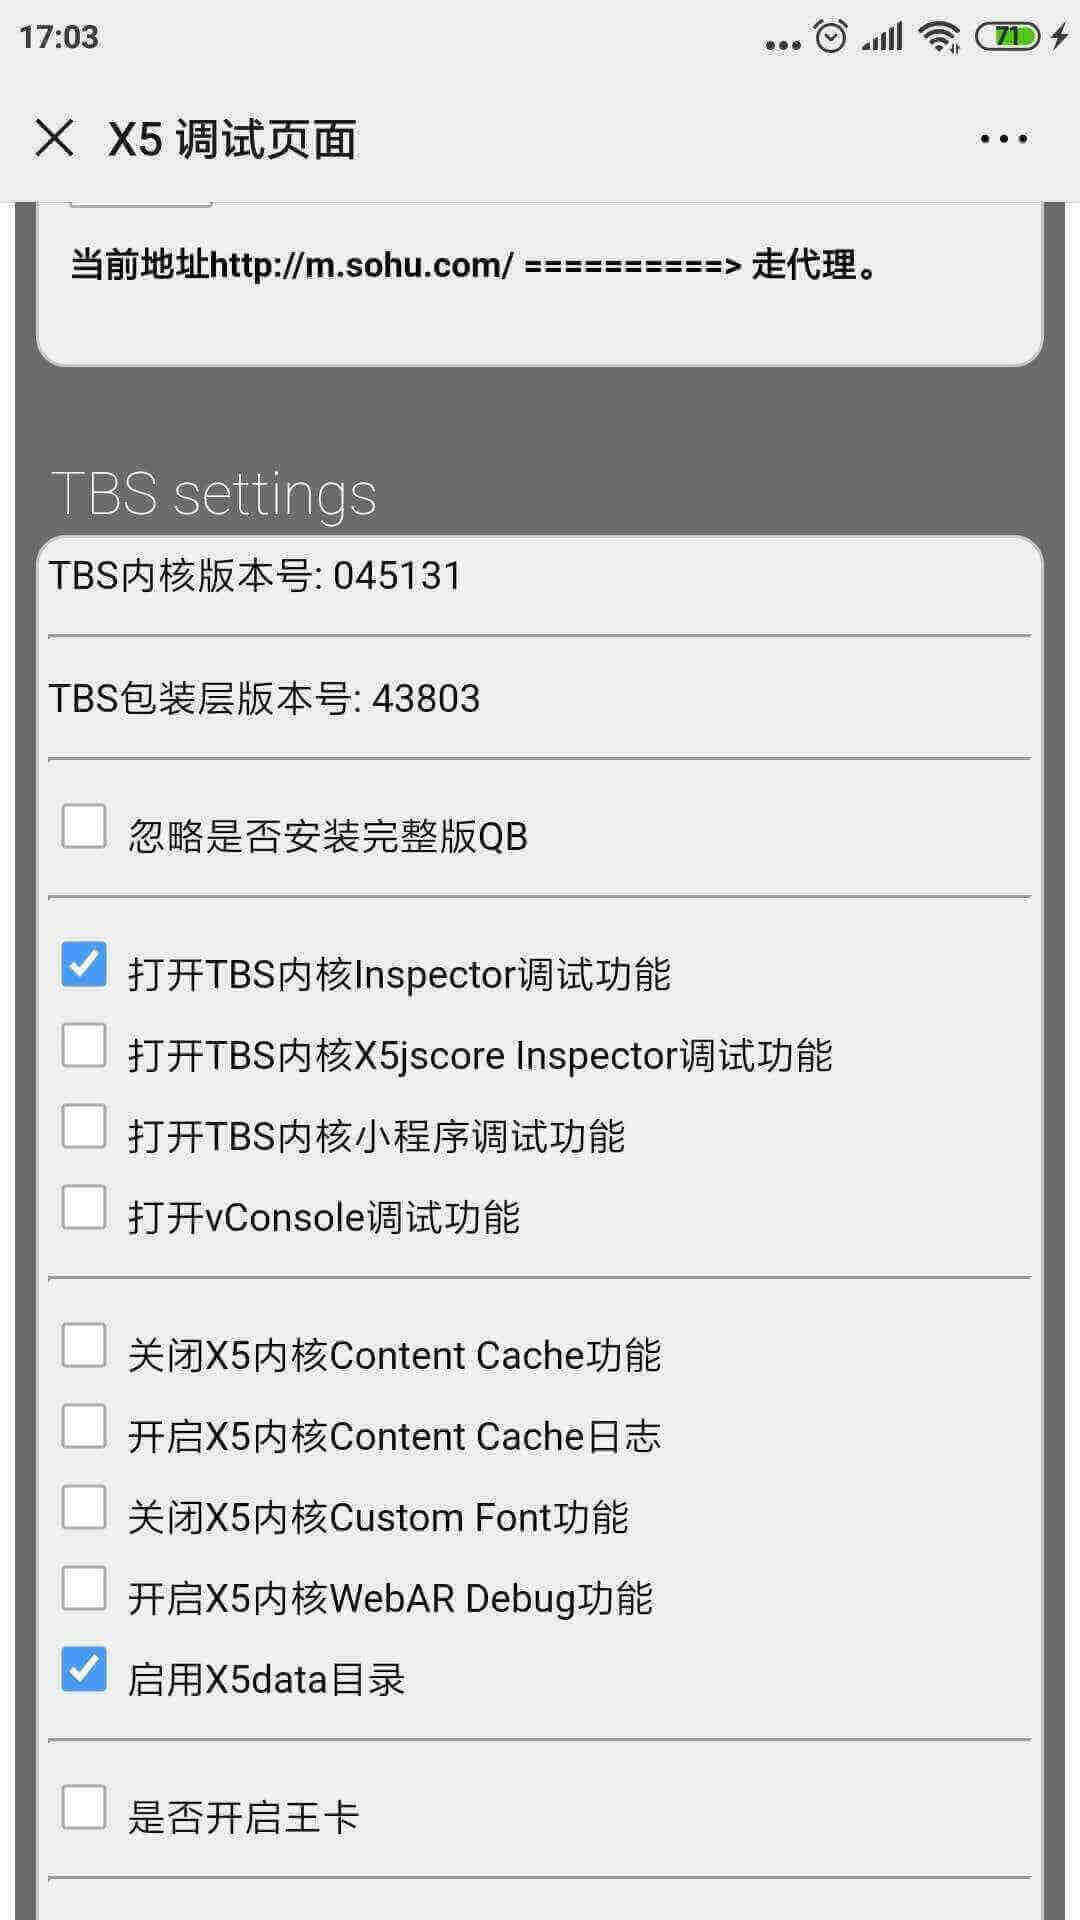 17:03
71
X5 调试页面
当前地址http://m.sohu.com/ ==========> 走代理。
TBS settings
TBS内核版本号: 045131
TBS包装层版本号: 43803
忽略是否安装完整版QB
打开TBS内核Inspector调试功能
打开TBS内核X5jscore Inspector调试功能
打开TBS内核小程序调试功能
打开vConsole调试功能
关闭X5内核Content Cache功能
开启X5内核Content Cache日志
关闭X5内核Custom Font功能
开启X5内核WebAR Debug功能
启用X5data目录
是否开启王卡